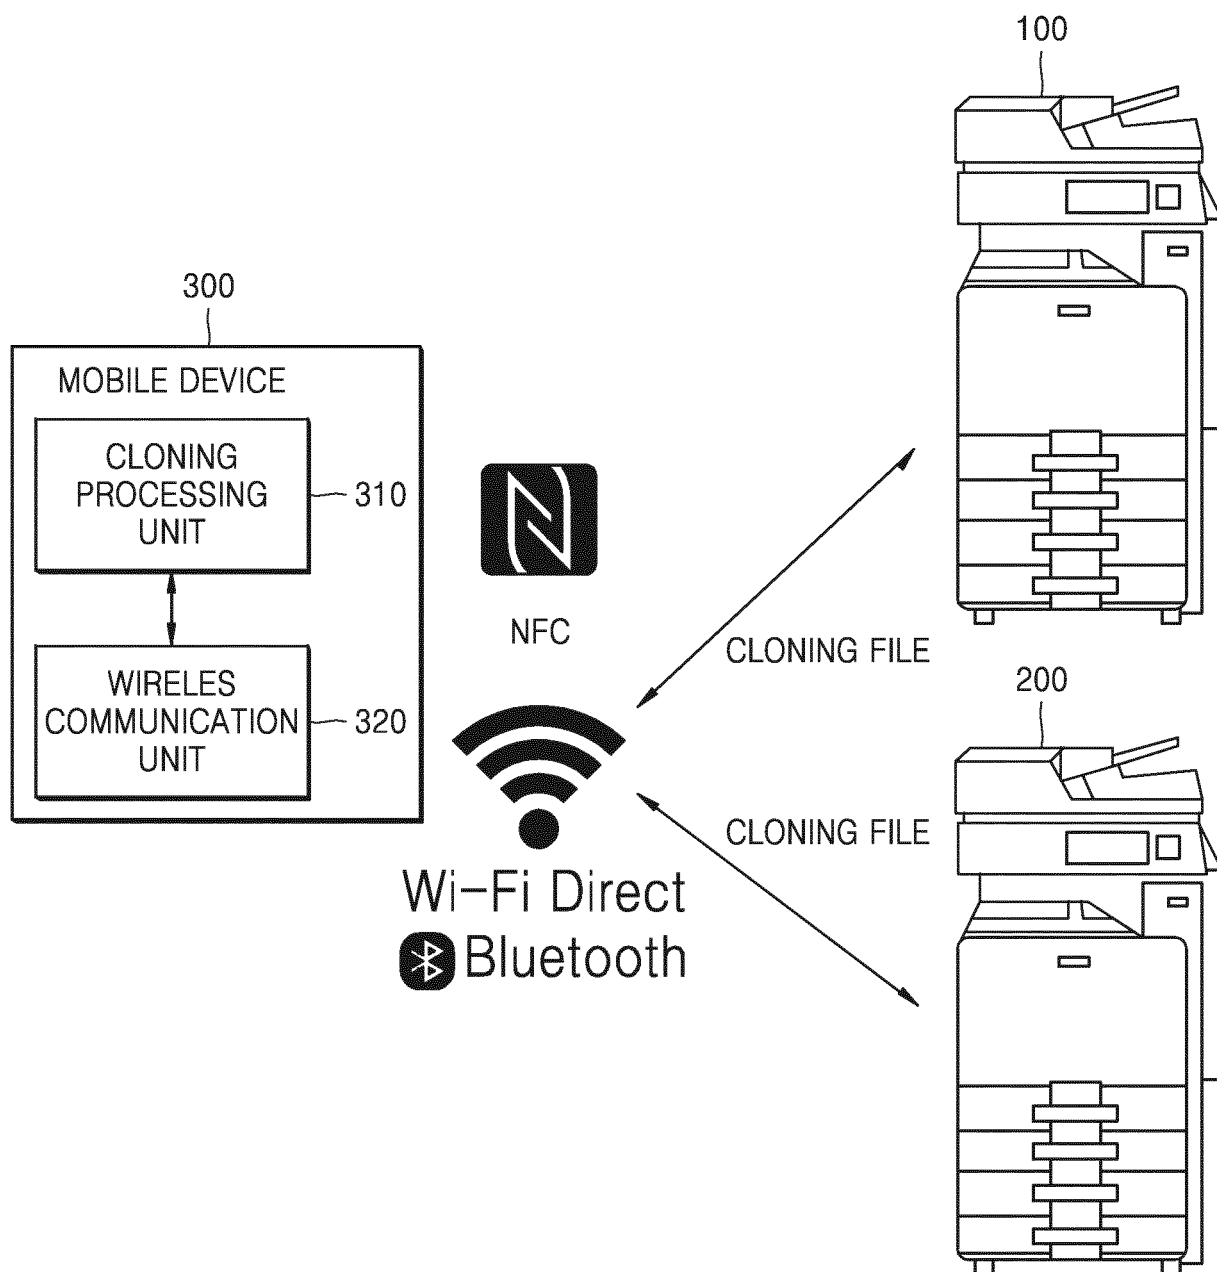 100
300
MOBILE DEVICE
CLONING
PROCESSING
UNIT
310
NFC
CLONING FILE
WIRELES
COMMUNICATION
UNIT
320
200
CLONING FILE
Wi-Fi Direct
Bluetooth